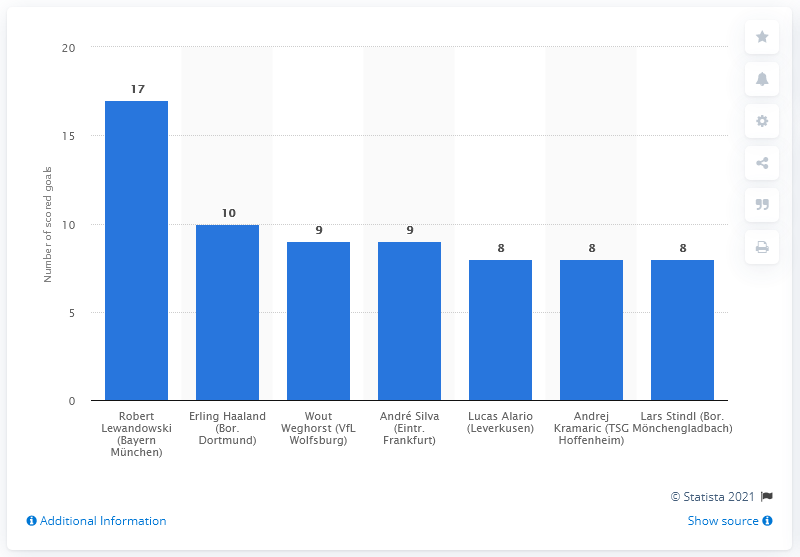 20
15
10
5
0
Number of scored goals
17
10
9
9
8
8
8
Robert
Lewandowski
(Bayern
München)
Erling Haaland
(Bor.
Dortmund)
Wout
Weghorst (VfL
Wolfsburg)
André Silva
(Eintr.
Frankfurt)
Lucas Alario
(Leverkusen)
Andrej
Kramaric (TSG
Hoffenheim)
Lars Stindl (Bor.
Mönchengladbach)
© Statista 2021
Additional Information
Show source